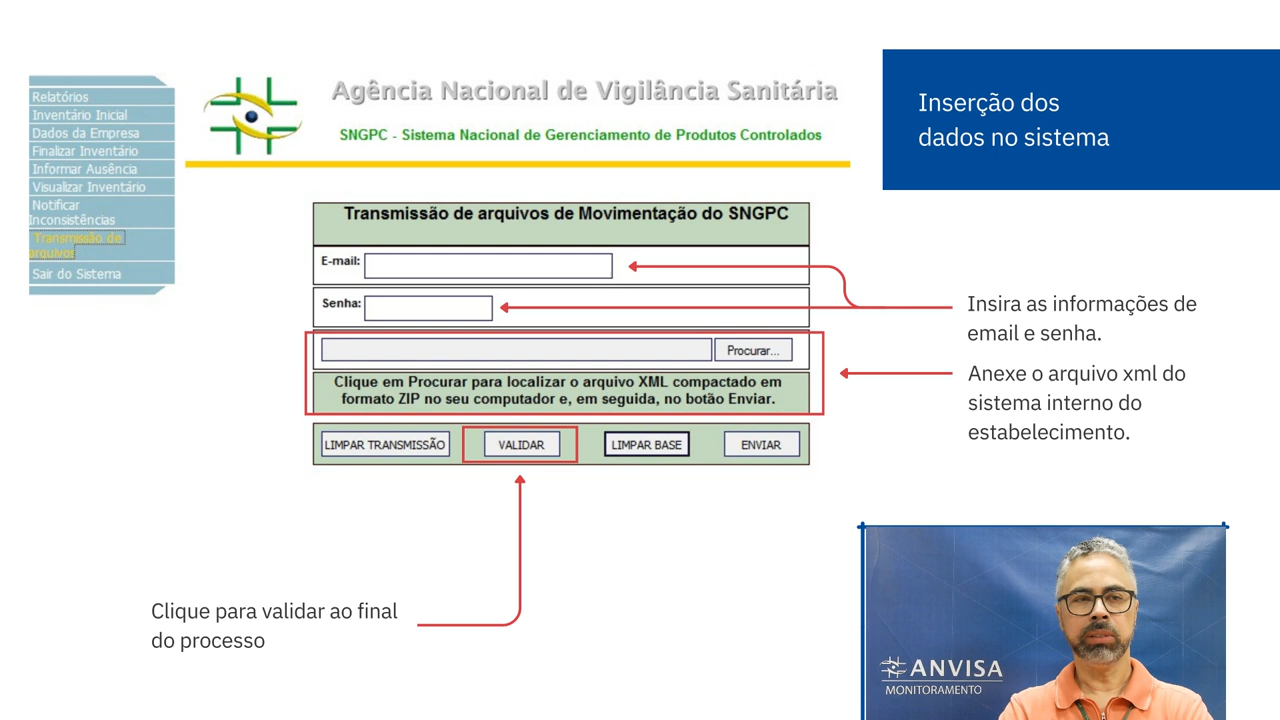 Relatórios
Inventário Inicial
Dados da Empresa
Finalizar Inventário
Informar Ausência
Visualizar Inventário
Notificar
Inconsistências
Transmissão de
arquivos
Sair do Sistema
Agência Nacional de Vigilância Sanitária
SNGPC - Sistema Nacional de Gerenciamento de Produtos Controlados
Inserção dos
dados no sistema
Transmissão de arquivos de Movimentação do SNGPC
E-mail:
Senha:
Procurar...
Clique em Procurar para localizar o arquivo XML compactado em
formato ZIP no seu computador e, em seguida, no botão Enviar.
LIMPAR TRANSMISSÃO
VALIDAR
LIMPAR BASE
ENVIAR
Insira as informações de
email e senha.
Anexe o arquivo xml do
sistema interno do
estabelecimento.
Clique para validar ao final
do processo
ANVISA
MONITORAMENTO